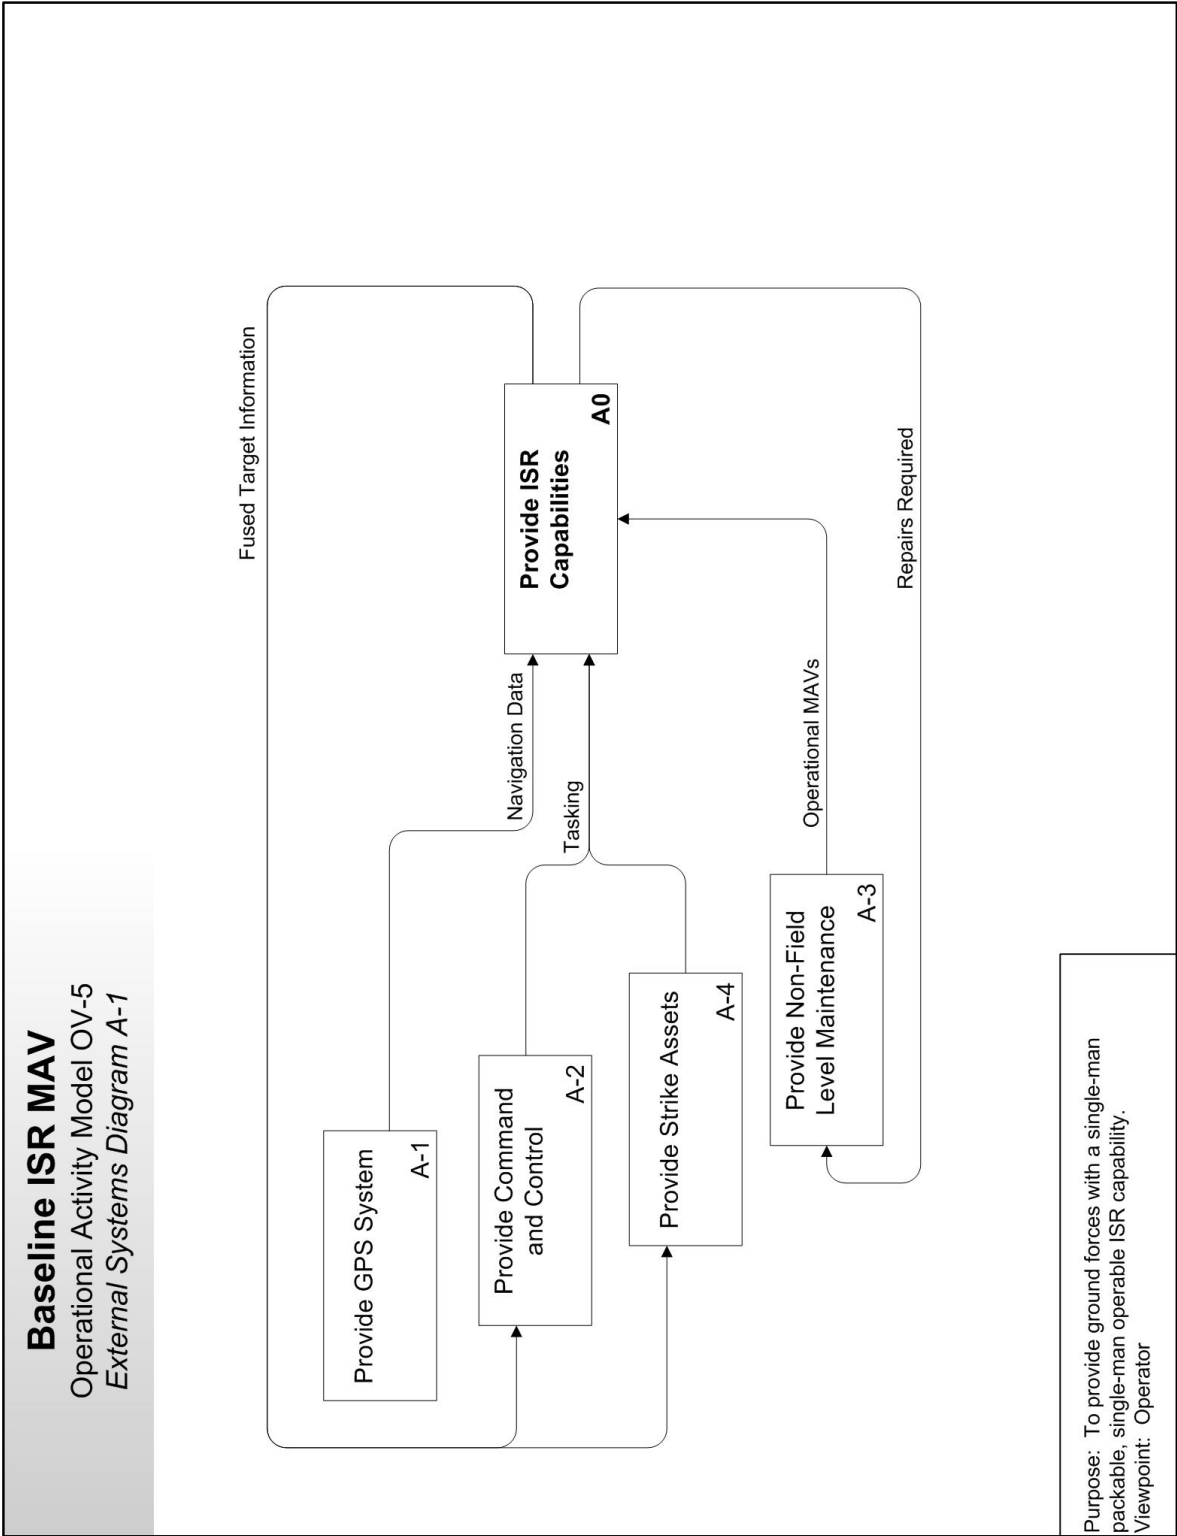 Baseline ISR MAV
Operational Activity Model OV-5
External Systems Diagram A-1
Fused Target Information
Provide GPS System
A-1
Navigation Data
Provide Command
and Control
A-2
Tasking
Provide ISR
Capabilities
A0
Provide Strike Assets
A-4
Provide Non-Field
Level Maintenance
A-3
Operational MAVs
Repairs Required
Purpose:  To provide ground forces with a single-man
packable, single-man operable ISR capability.
Viewpoint:  Operator